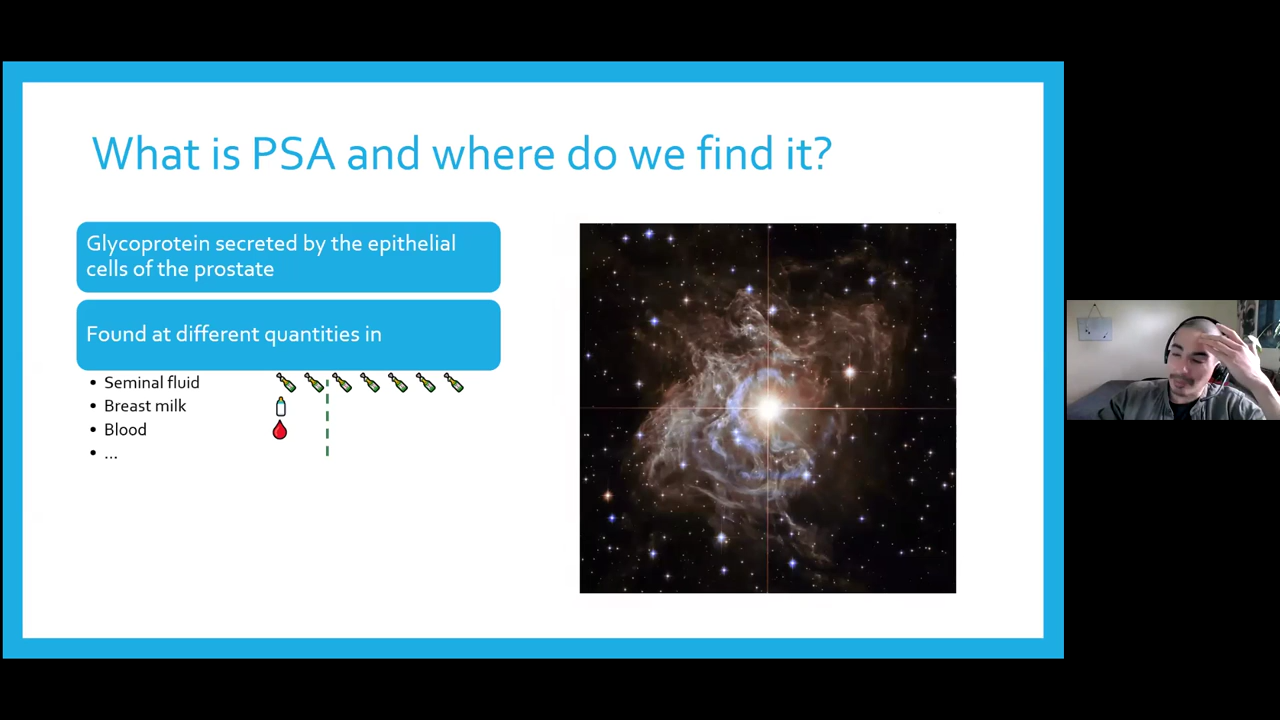 What is PSA and where do we find it?
Glycoprotein secreted by the epithelial
cells of the prostate
Found at different quantities in
• Seminal fluid
• Breast milk
• Blood
• ...